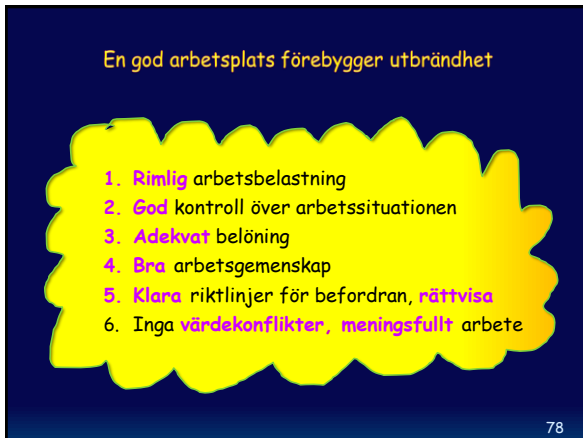 En god arbetsplats förebygger utbrändhet
1. Rimlig arbetsbelastning
2. God kontroll över arbetssituationen
3. Adekvat belöning
4. Bra arbetsgemenskap
5. Klara riktlinjer för befordran, rättvisa
6. Inga värdekonflikter, meningsfullt arbete
78